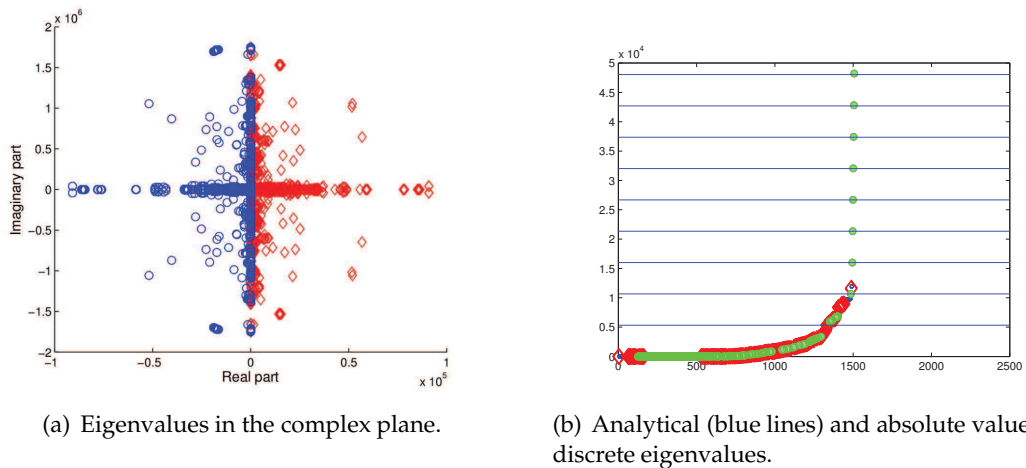 x 10^6
2
1.5
1
0.5
0
-0.5
-1
-1.5
-2
Imaginary part
-1 -0.5 0 0.5 1
Real part
x 10^5
(a) Eigenvalues in the complex plane.
x 10^4
5
4.5
4
3.5
3
2.5
2
1.5
1
0.5
0
0 500 1000 1500 2000 2500
(b) Analytical (blue lines) and absolute value
discrete eigenvalues.